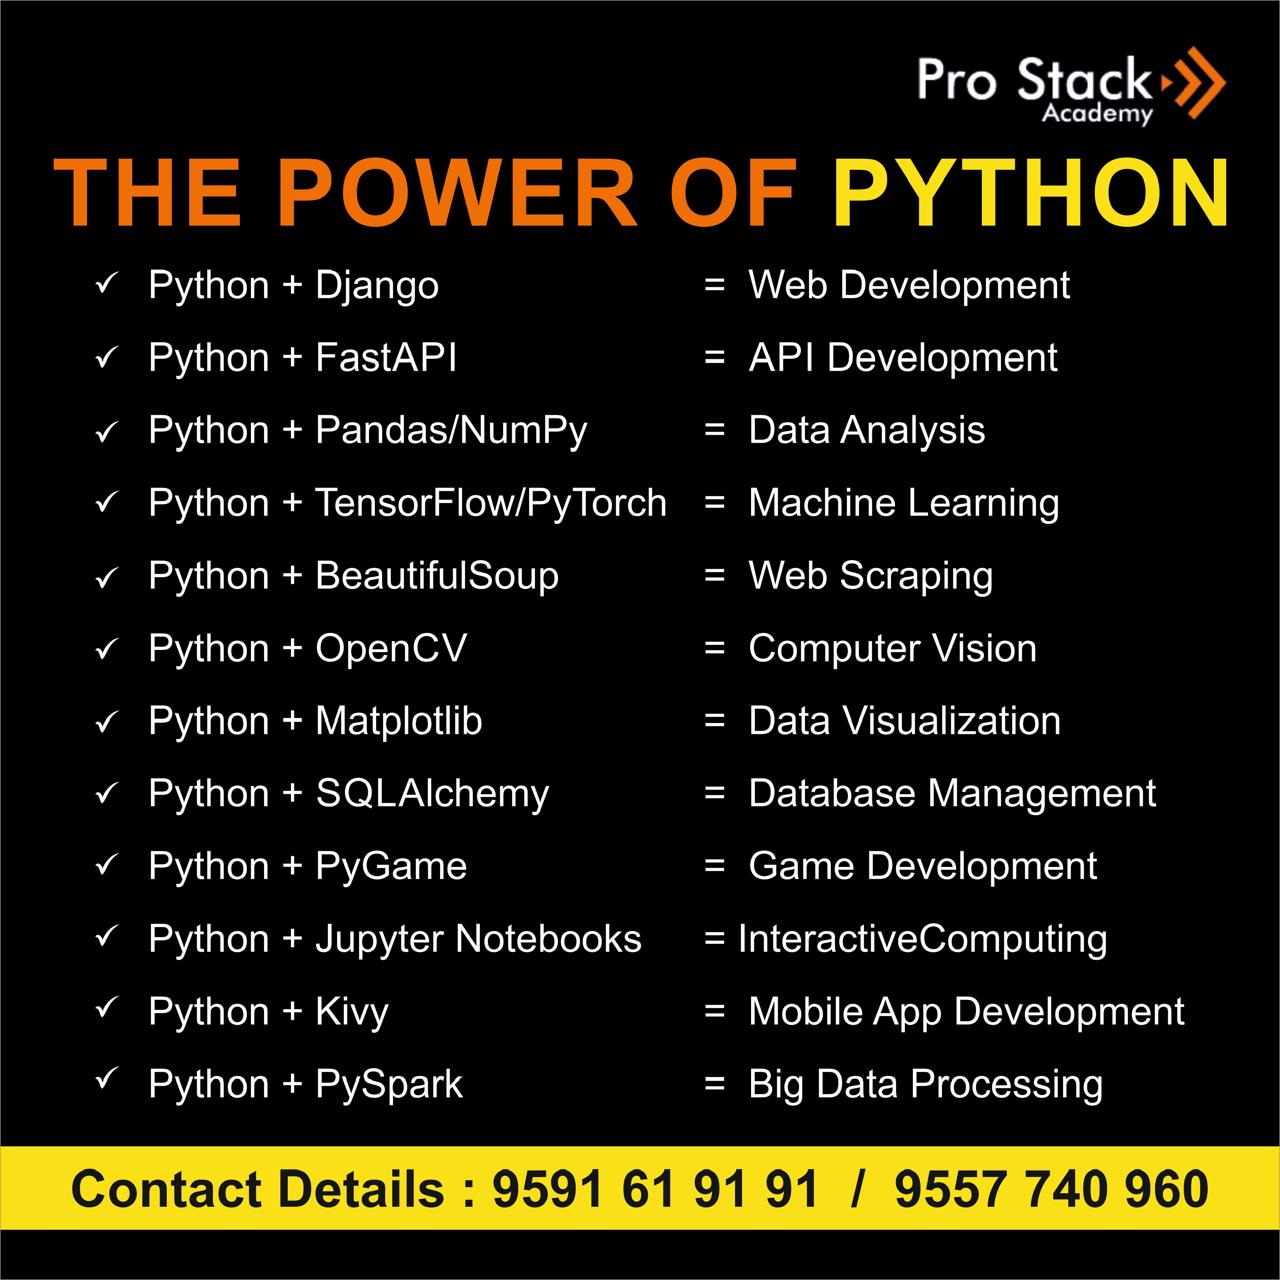 Pro Stack
Academy
THE POWER OF PYTHON
✓ Python + Django = Web Development
✓ Python + FastAPI = API Development
✓ Python + Pandas/NumPy = Data Analysis
✓ Python + TensorFlow/PyTorch = Machine Learning
✓ Python + BeautifulSoup = Web Scraping
✓ Python + OpenCV = Computer Vision
✓ Python + Matplotlib = Data Visualization
✓ Python + SQLAlchemy = Database Management
✓ Python + PyGame = Game Development
✓ Python + Jupyter Notebooks = InteractiveComputing
✓ Python + Kivy = Mobile App Development
✓ Python + PySpark = Big Data Processing
Contact Details : 9591 61 91 91 / 9557 740 960